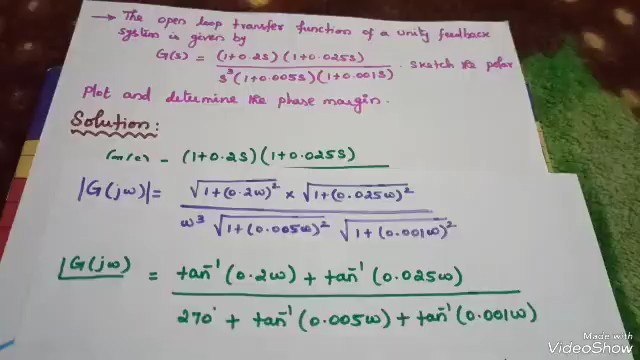 → The open loop transfer function of a unity feedback
system is given by
G(s) = (1+0.2s) (1+0.025s) / s³(1+0.005s)(1+0.001s) . sketch the polar
Plot and determine the phase margin.
Solution:
= (1+0.2s) (1+0.025s)
|G(jω)| = √1+(0.2ω)² × √1+(0.025ω)² / ω³ √1+(0.005ω)² √1+(0.001ω)²
∠G(jω) = tan⁻¹(0.2ω) + tan⁻¹(0.025ω) / 270° + tan⁻¹(0.005ω) + tan⁻¹(0.001ω)
Made with
VideoShow